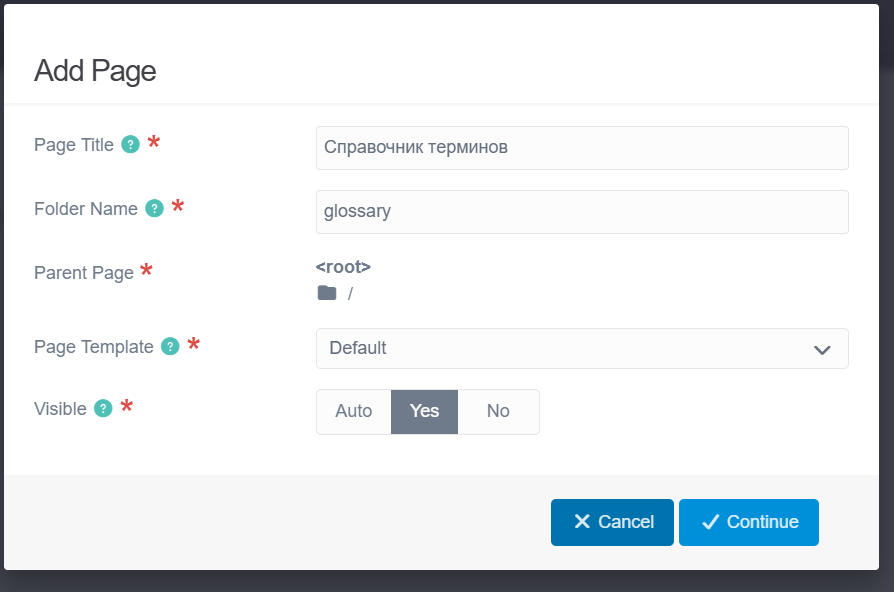 Add Page
Page Title ? *
Справочник терминов
Folder Name ? *
glossary
Parent Page *
<root>
/
Page Template ? *
Default
Visible ? *
Auto Yes No
Cancel Continue